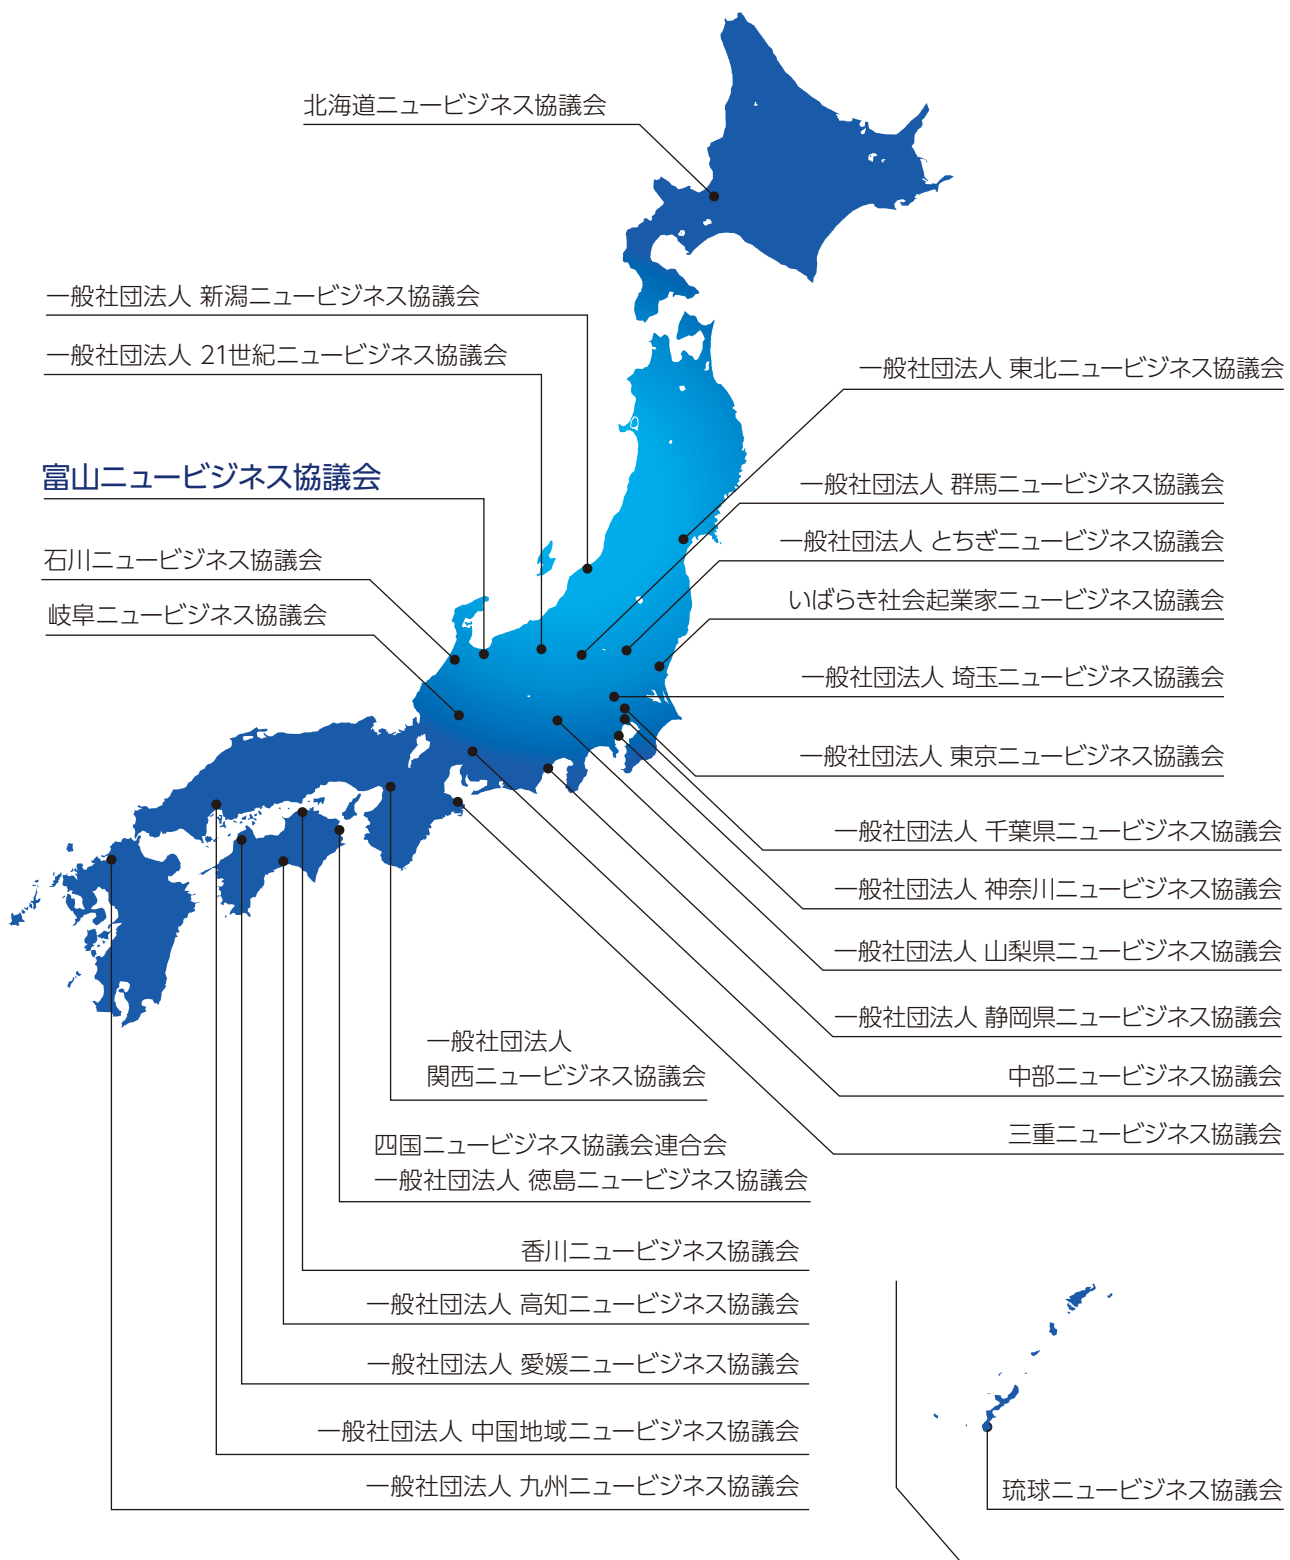 北海道ニュービジネス協議会
一般社団法人 新潟ニュービジネス協議会
一般社団法人 21世紀ニュービジネス協議会
一般社団法人 東北ニュービジネス協議会
富山ニュービジネス協議会
一般社団法人 群馬ニュービジネス協議会
一般社団法人 とちぎニュービジネス協議会
石川ニュービジネス協議会
いばらき社会起業家ニュービジネス協議会
岐阜ニュービジネス協議会
一般社団法人 埼玉ニュービジネス協議会
一般社団法人 東京ニュービジネス協議会
一般社団法人 千葉県ニュービジネス協議会
一般社団法人 神奈川ニュービジネス協議会
一般社団法人 山梨県ニュービジネス協議会
一般社団法人 静岡県ニュービジネス協議会
一般社団法人
関西ニュービジネス協議会
中部ニュービジネス協議会
三重ニュービジネス協議会
四国ニュービジネス協議会連合会
一般社団法人 徳島ニュービジネス協議会
香川ニュービジネス協議会
一般社団法人 高知ニュービジネス協議会
一般社団法人 愛媛ニュービジネス協議会
一般社団法人 中国地域ニュービジネス協議会
一般社団法人 九州ニュービジネス協議会
琉球ニュービジネス協議会